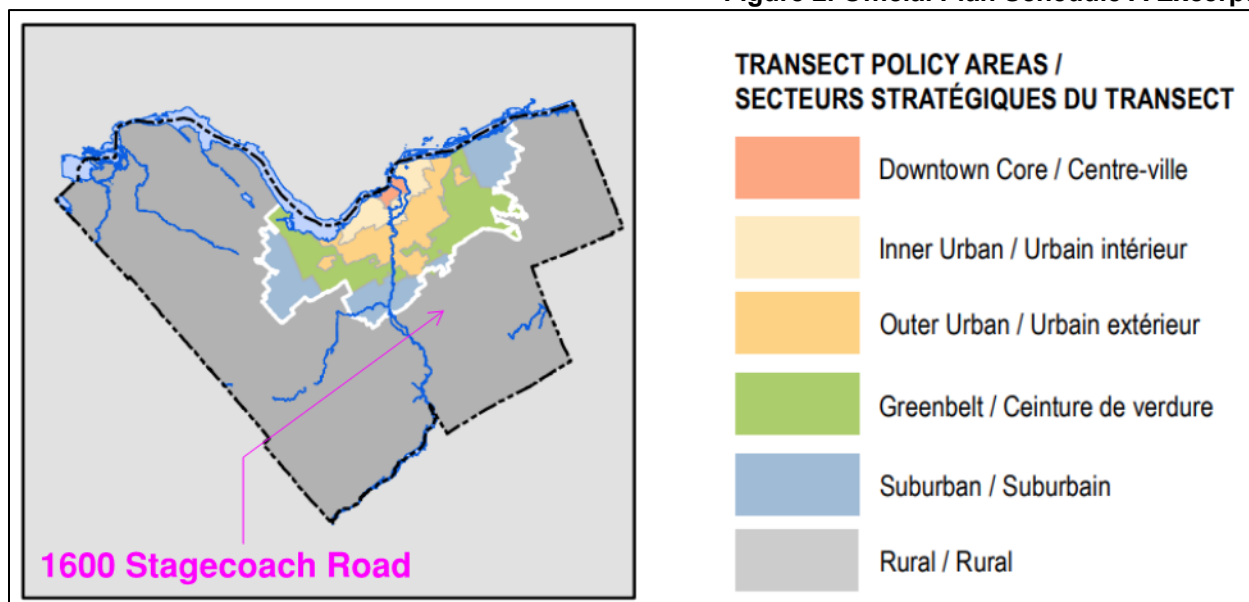 TRANSECT POLICY AREAS /
SECTEURS STRATÉGIQUES DU TRANSECT
Downtown Core / Centre-ville
Inner Urban / Urbain intérieur
Outer Urban / Urbain extérieur
Greenbelt / Ceinture de verdure
Suburban / Suburbain
Rural / Rural
1600 Stagecoach Road